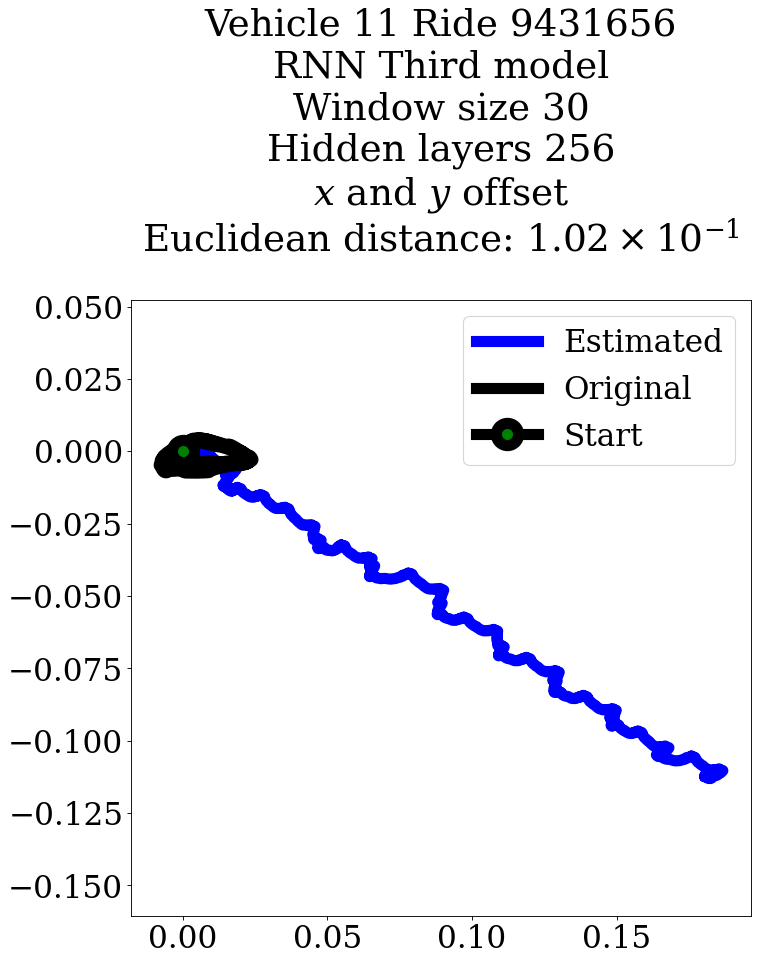 Vehicle 11 Ride 9431656
RNN Third model
Window size 30
Hidden layers 256
x and y offset
Euclidean distance: 1.02 × 10⁻¹
Estimated
Original
Start
0.050
0.025
0.000
−0.025
−0.050
−0.075
−0.100
−0.125
−0.150
0.00 0.05 0.10 0.15